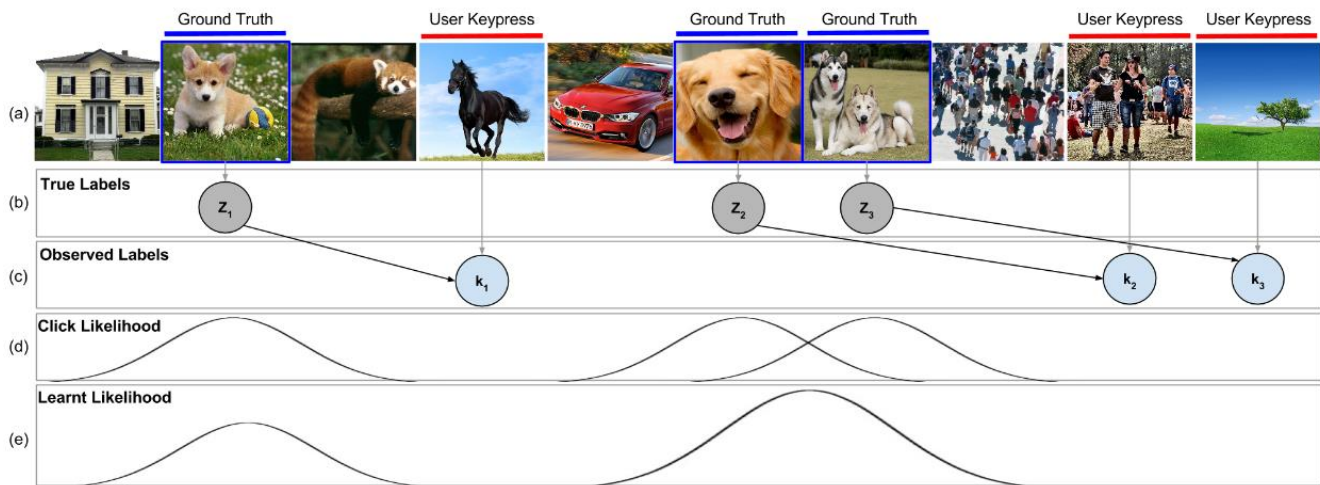 Ground Truth
User Keypress
Ground Truth
Ground Truth
User Keypress
User Keypress
(a)
True Labels
(b)
Z1
Z2
Z3
Observed Labels
(c)
k1
k2
k3
Click Likelihood
(d)
Learnt Likelihood
(e)